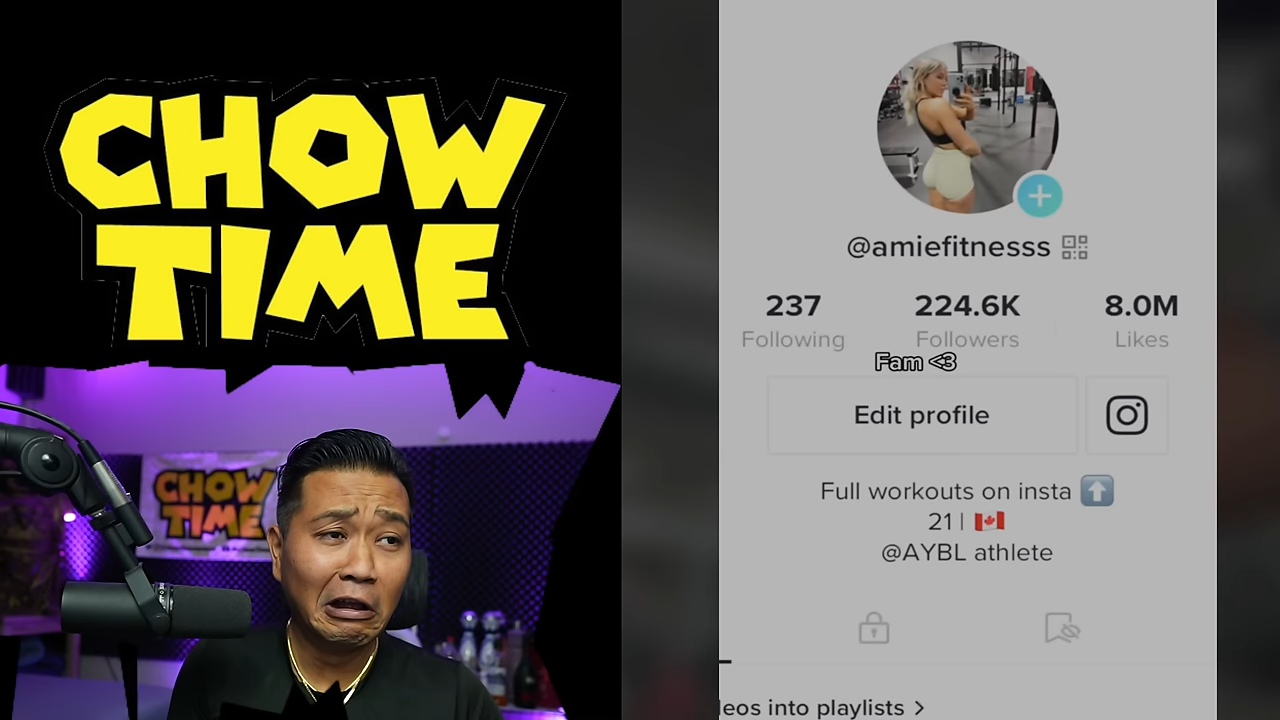 CHOW
TIME
CHOW
TIME
@amiefitnesss
237
224.6K
8.0M
Following
Followers
Likes
Fam <3
Edit profile
Full workouts on insta
21 |
@AYBL athlete
eos into playlists >